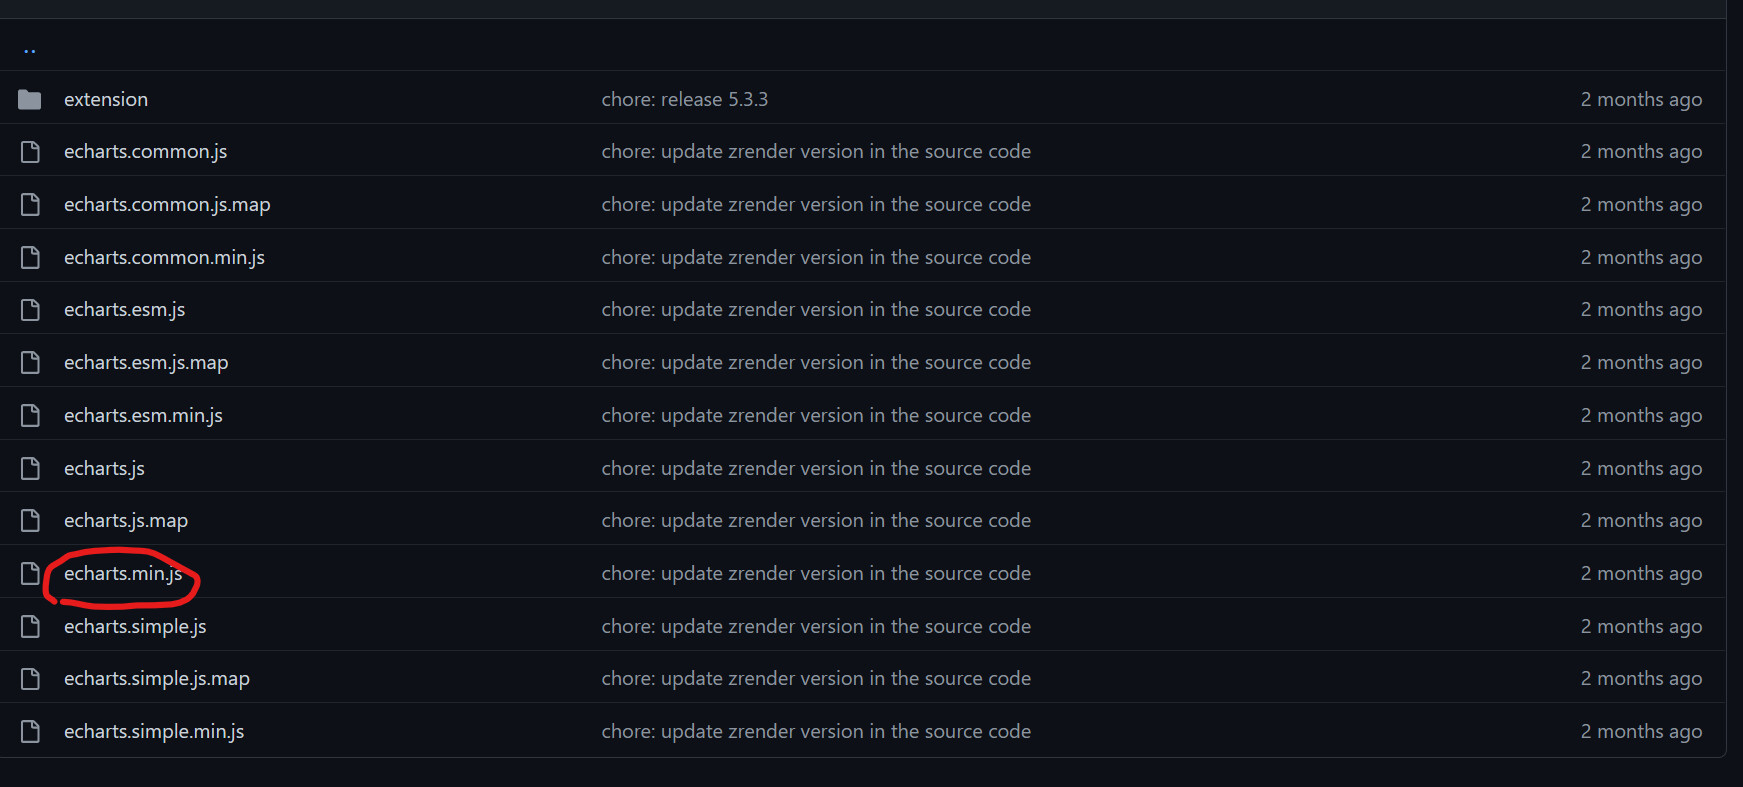 ..
extension chore: release 5.3.3 2 months ago
echarts.common.js chore: update zrender version in the source code 2 months ago
echarts.common.js.map chore: update zrender version in the source code 2 months ago
echarts.common.min.js chore: update zrender version in the source code 2 months ago
echarts.esm.js chore: update zrender version in the source code 2 months ago
echarts.esm.js.map chore: update zrender version in the source code 2 months ago
echarts.esm.min.js chore: update zrender version in the source code 2 months ago
echarts.js chore: update zrender version in the source code 2 months ago
echarts.js.map chore: update zrender version in the source code 2 months ago
echarts.min.js chore: update zrender version in the source code 2 months ago
echarts.simple.js chore: update zrender version in the source code 2 months ago
echarts.simple.js.map chore: update zrender version in the source code 2 months ago
echarts.simple.min.js chore: update zrender version in the source code 2 months ago